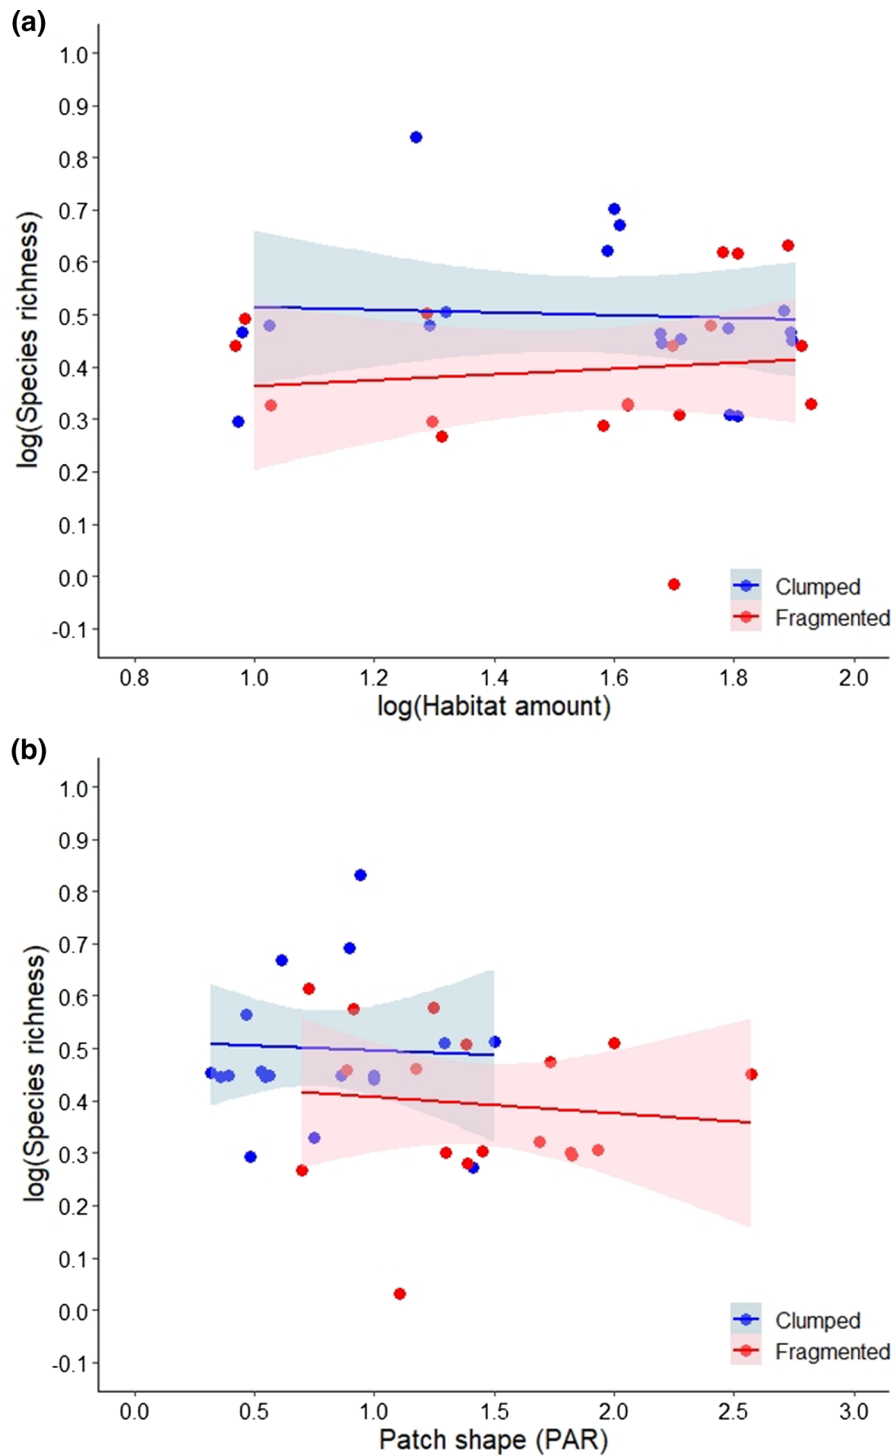 (a)
log(Species richness)
1.0
0.9
0.8
0.7
0.6
0.5
0.4
0.3
0.2
0.1
0.0
-0.1
Clumped
Fragmented
0.8 1.0 1.2 1.4 1.6 1.8 2.0
log(Habitat amount)
(b)
log(Species richness)
1.0
0.9
0.8
0.7
0.6
0.5
0.4
0.3
0.2
0.1
0.0
-0.1
Clumped
Fragmented
0.0 0.5 1.0 1.5 2.0 2.5 3.0
Patch shape (PAR)